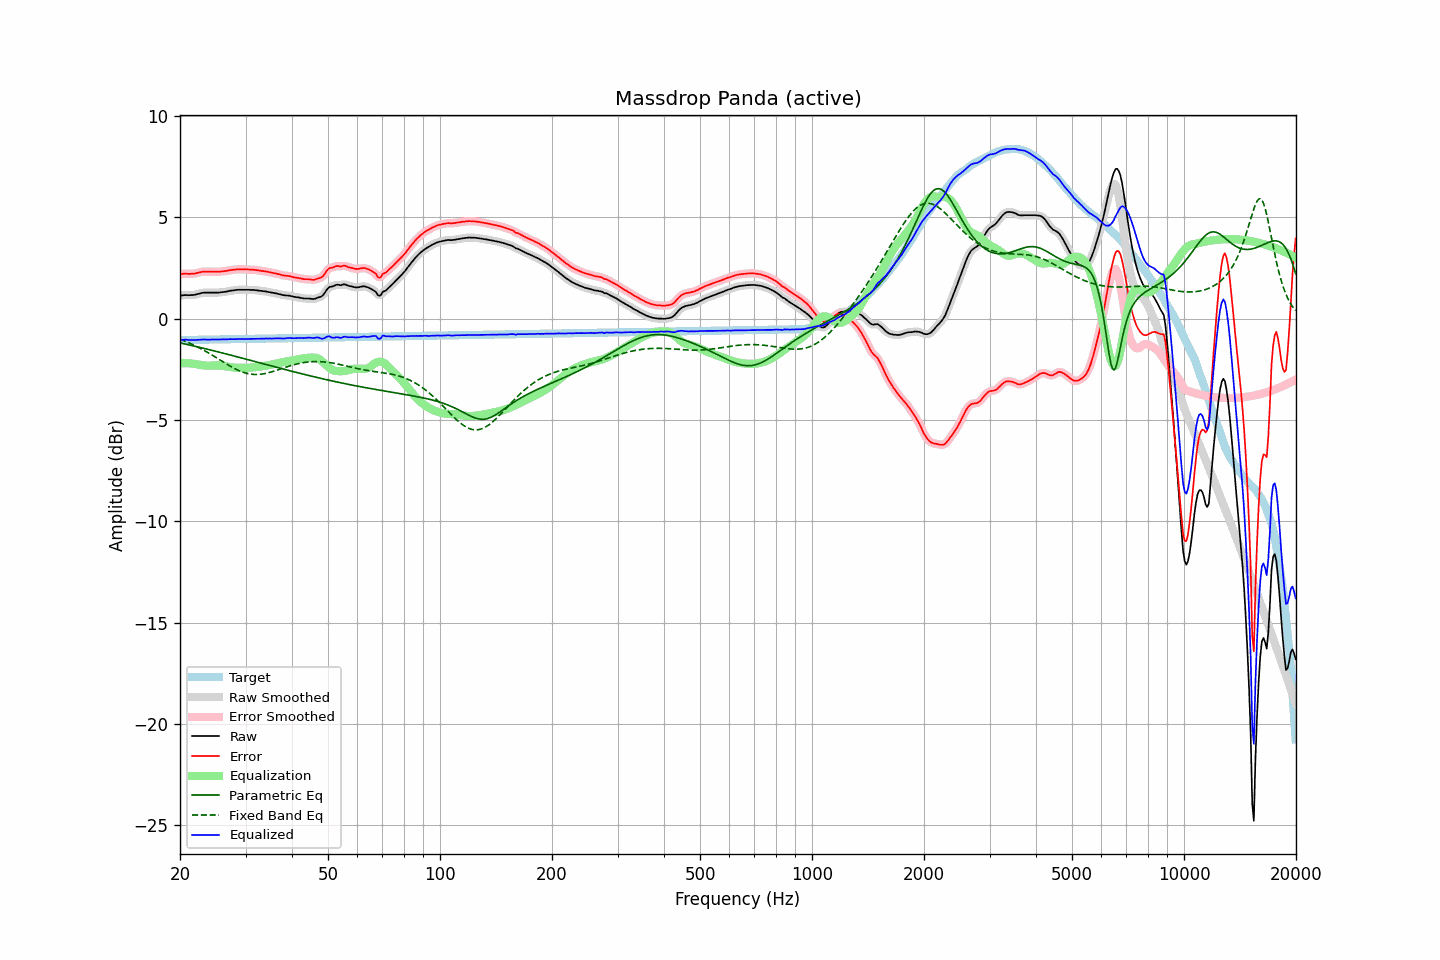 Massdrop Panda (active)
10
5
0
−5
−10
−15
−20
−25
Amplitude (dBr)
Target
Raw Smoothed
Error Smoothed
Raw
Error
Equalization
Parametric Eq
Fixed Band Eq
Equalized
20 50 100 200 500 1000 2000 5000 10000 20000
Frequency (Hz)